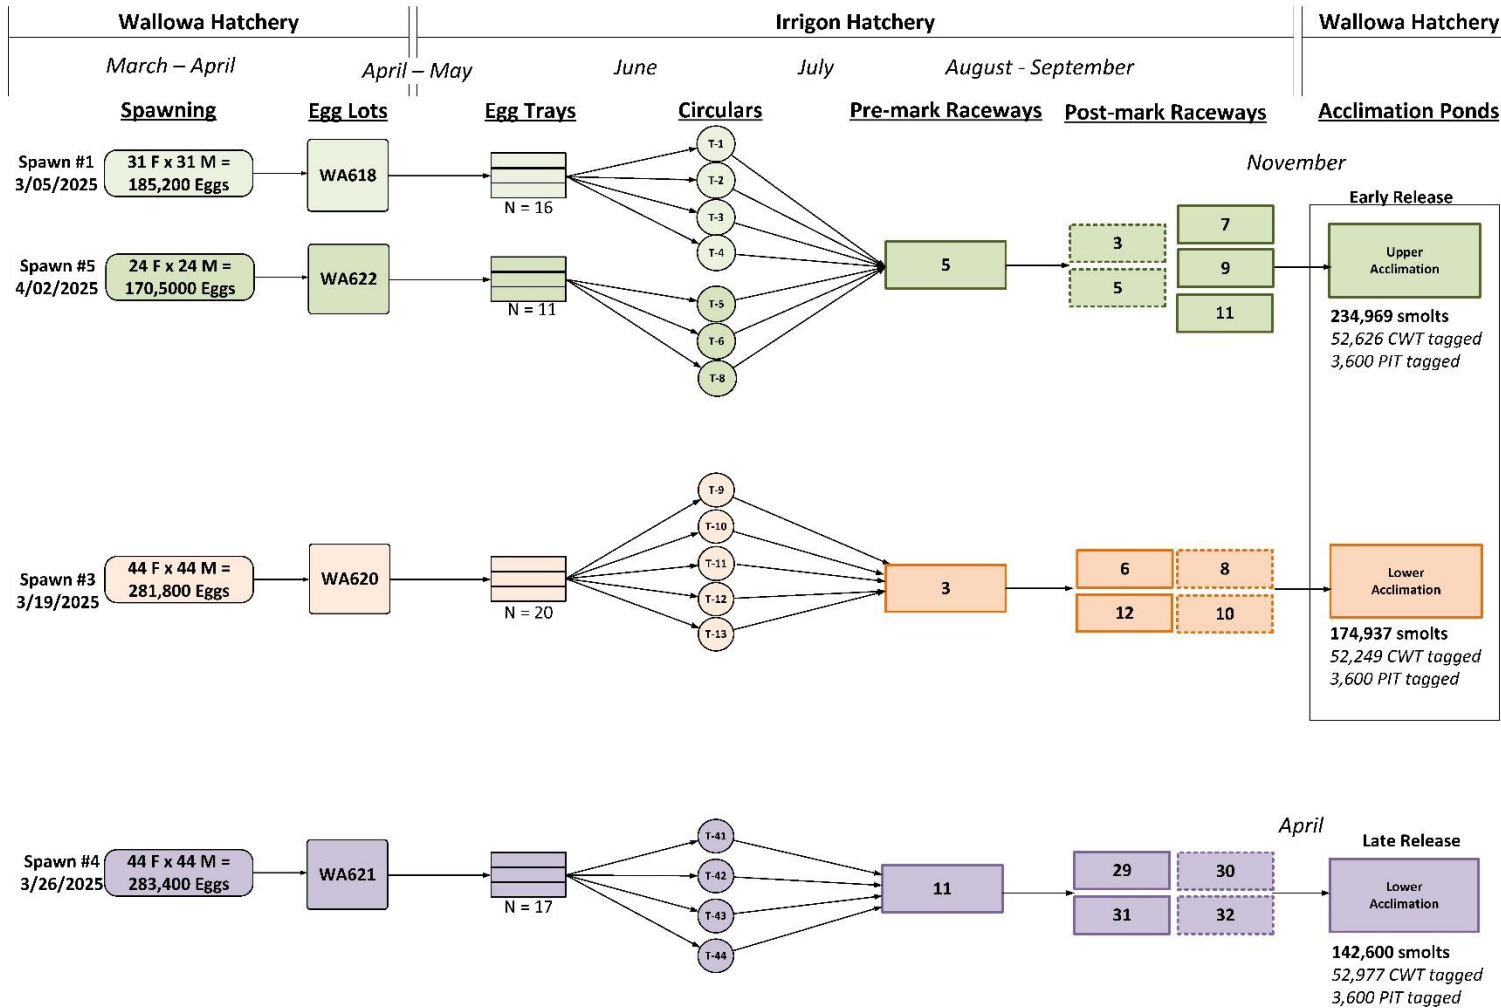 Wallowa Hatchery
Irrigon Hatchery
Wallowa Hatchery
March – April
April – May
June
July
August - September
Spawning
Egg Lots
Egg Trays
Circulars
Pre-mark Raceways
Post-mark Raceways
Acclimation Ponds
Spawn #1
3/05/2025
31 F x 31 M =
185,200 Eggs
WA618
N = 16
T-1
T-2
T-3
T-4
Spawn #5
4/02/2025
24 F x 24 M =
170,5000 Eggs
WA622
N = 11
T-5
T-6
T-8
5
3
5
7
9
11
November
Early Release
Upper
Acclimation
234,969 smolts
52,626 CWT tagged
3,600 PIT tagged
Spawn #3
3/19/2025
44 F x 44 M =
281,800 Eggs
WA620
N = 20
T-9
T-10
T-11
T-12
T-13
3
6
8
12
10
Lower
Acclimation
174,937 smolts
52,249 CWT tagged
3,600 PIT tagged
Spawn #4
3/26/2025
44 F x 44 M =
283,400 Eggs
WA621
N = 17
T-41
T-42
T-43
T-44
11
29
30
31
32
April
Late Release
Lower
Acclimation
142,600 smolts
52,977 CWT tagged
3,600 PIT tagged